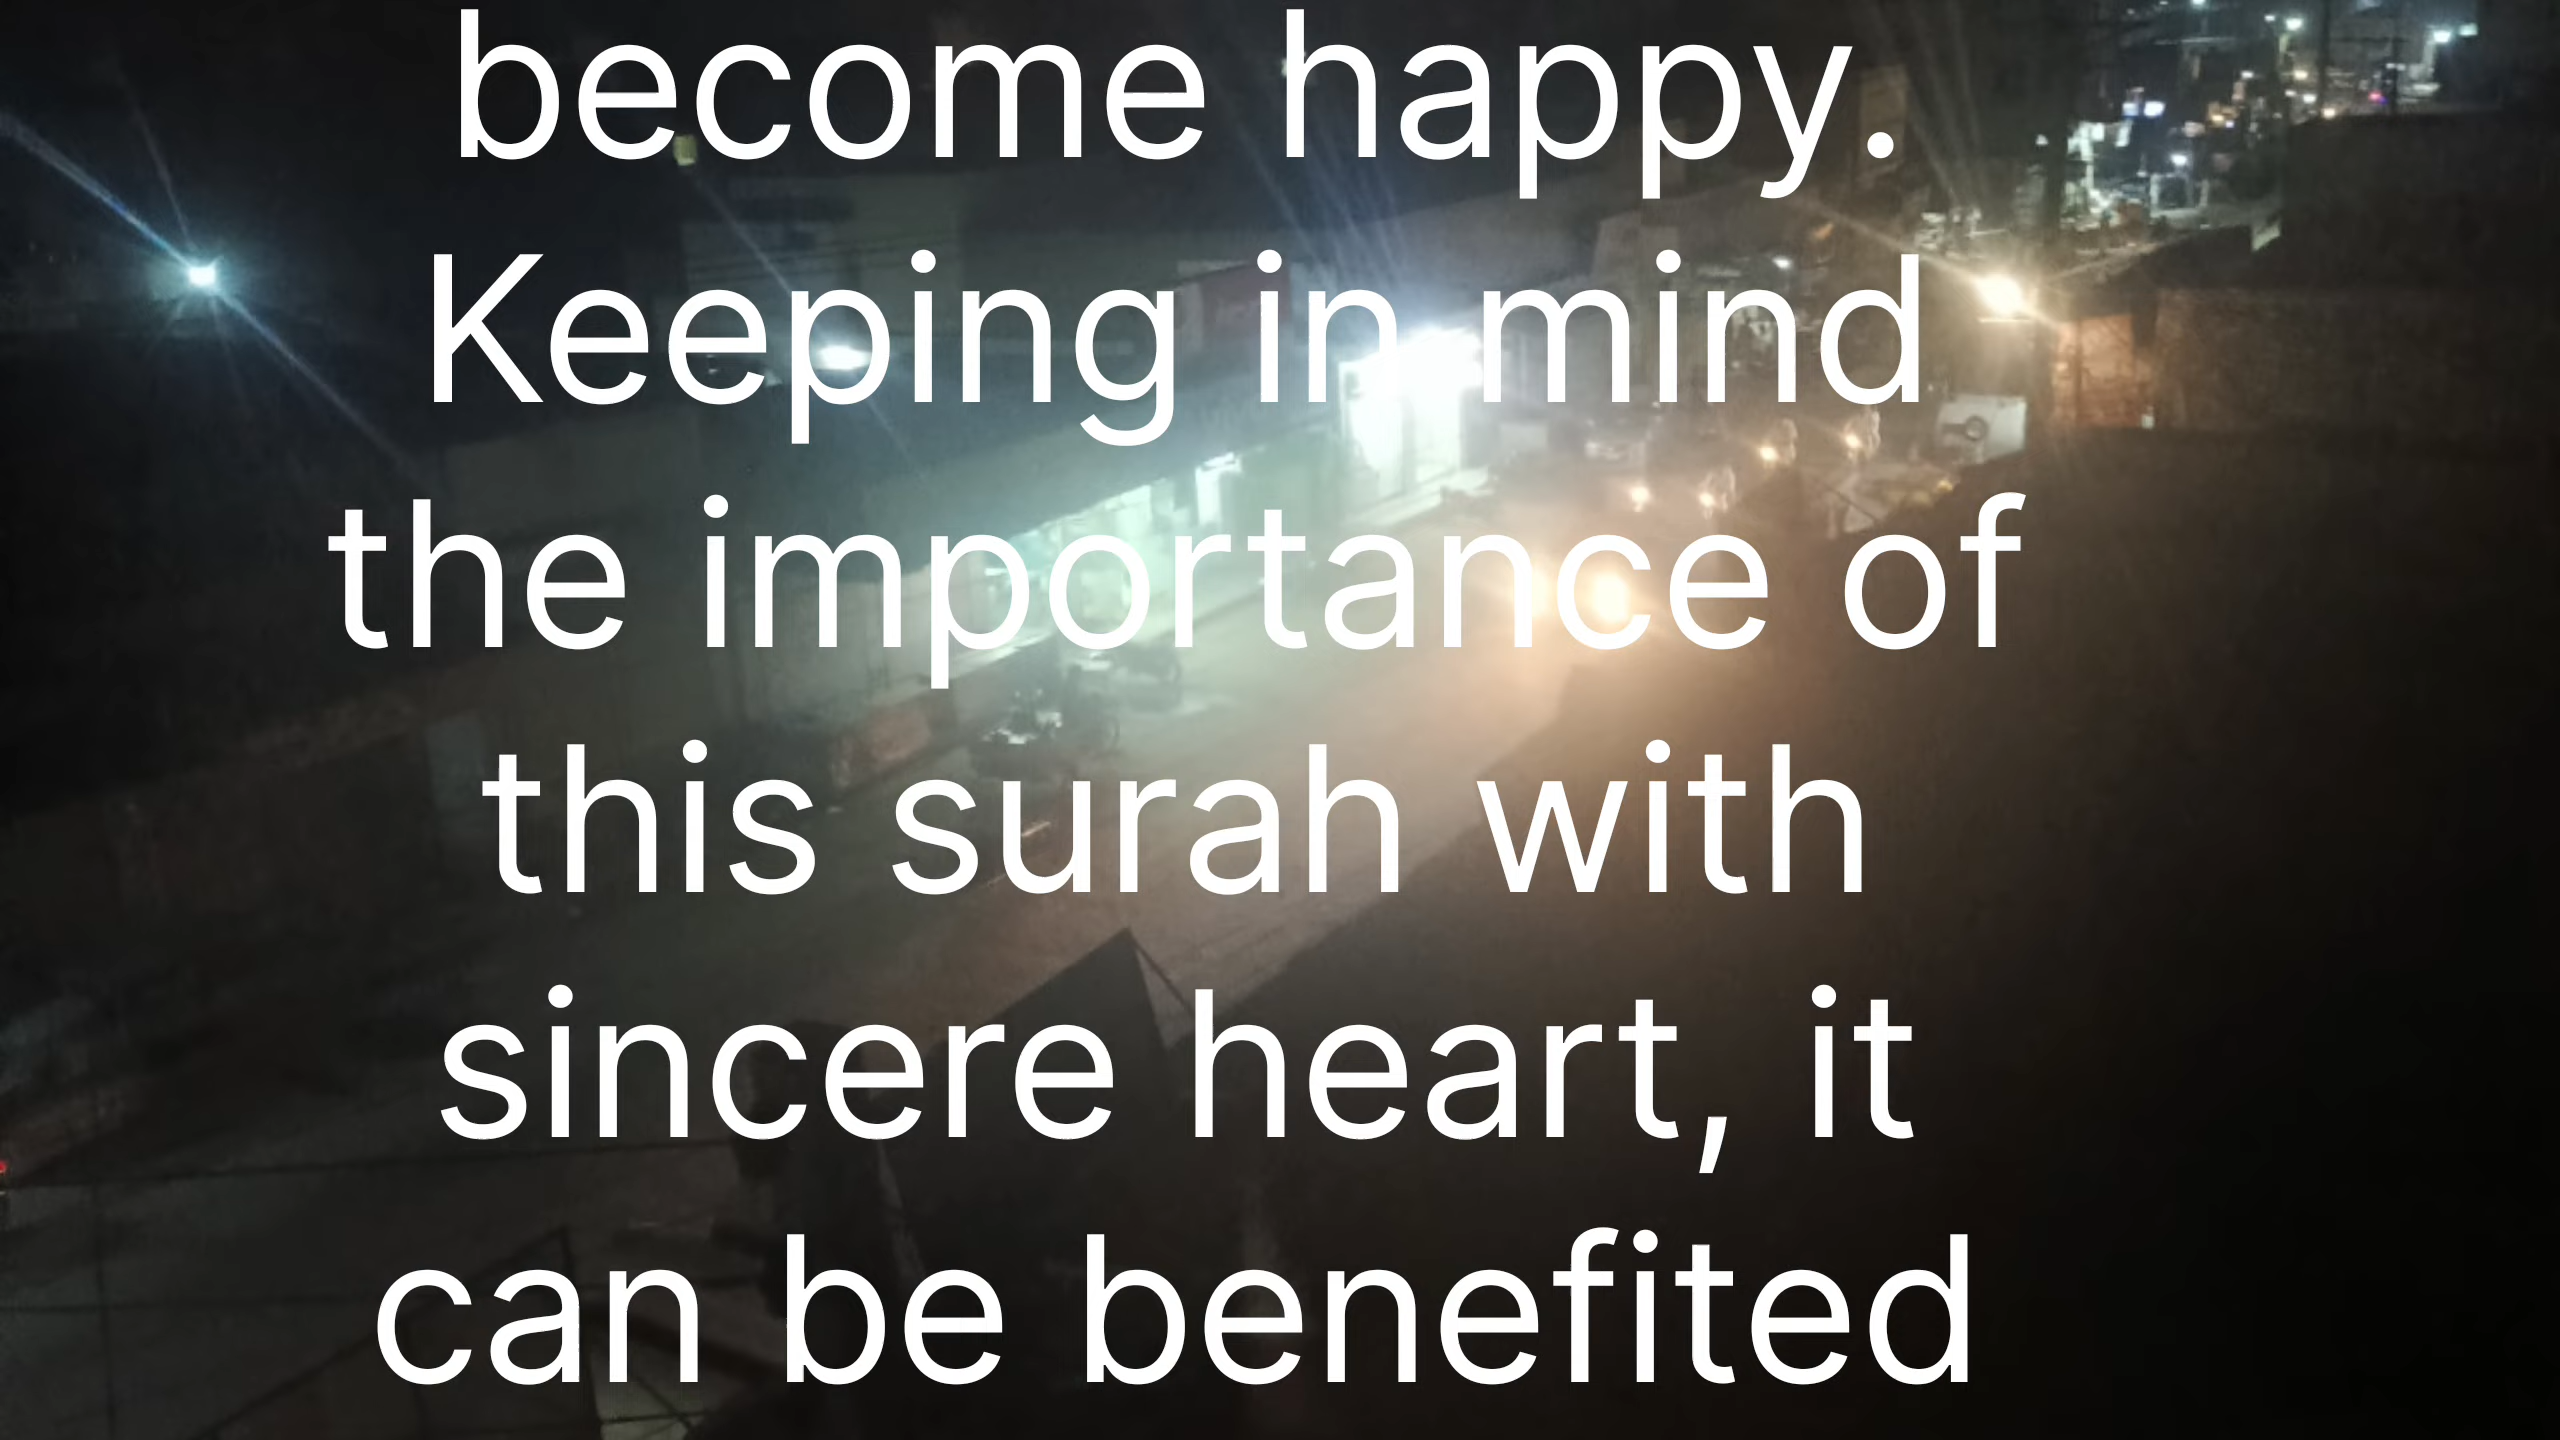 become happy.
Keeping in mind
the importance of
this surah with
sincere heart, it
can be benefited